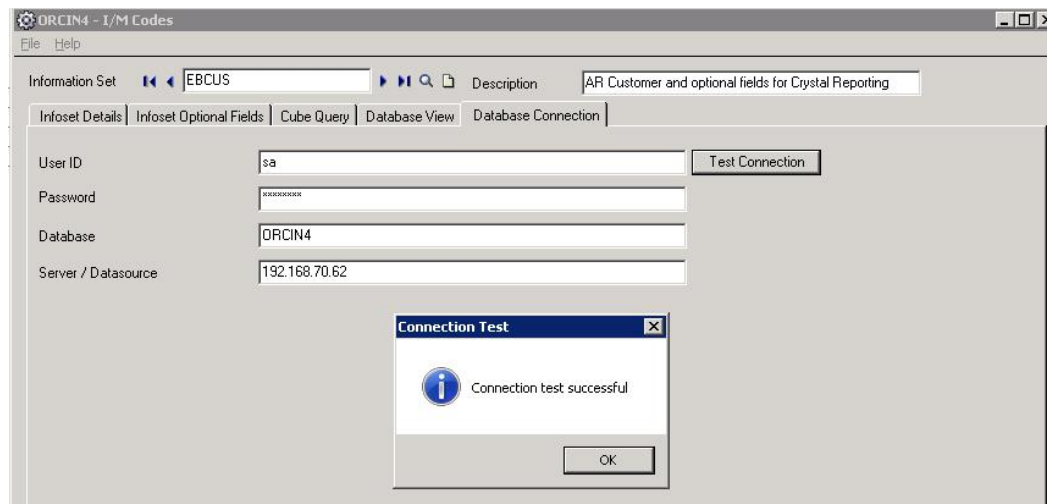 ORCIN4 - I/M Codes
File Help
Information Set EBCUS Description AR Customer and optional fields for Crystal Reporting
Infoset Details Infoset Optional Fields Cube Query Database View Database Connection
User ID sa Test Connection
Password ××××××××
Database ORCIN4
Server / Datasource 192.168.70.62
Connection Test
Connection test successful
OK